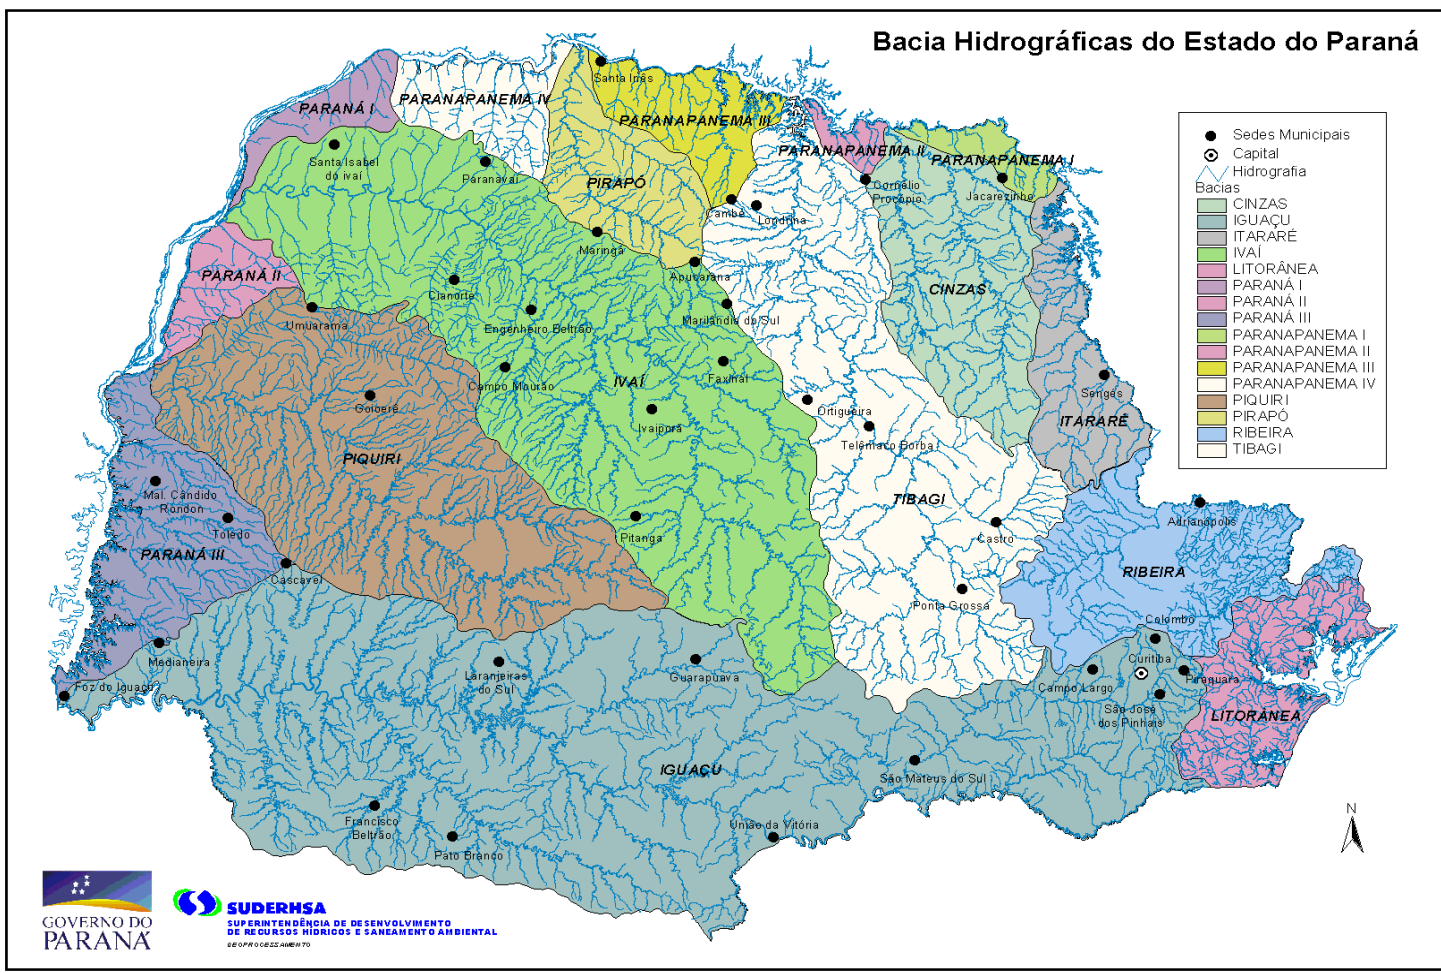 Bacia Hidrográficas do Estado do Paraná
Sedes Municipais
Capital
Hidrografia
Bacias
CINZAS
IGUAÇU
ITARARÉ
IVAÍ
LITORÂNEA
PARANÁ I
PARANÁ II
PARANÁ III
PARANAPANEMA I
PARANAPANEMA II
PARANAPANEMA III
PARANAPANEMA IV
PIQUIRI
PIRAPÓ
RIBEIRA
TIBAGI
Santa Inês
PARANÁ I
PARANAPANEMA IV
PARANAPANEMA III
PARANAPANEMA II
PARANAPANEMA I
Santa Isabel
do ivaí
Paranavaí
PIRAPÓ
Cornélio
Procópio
Jacarezinho
Cambé
Londrina
Maringá
Apucarana
PARANÁ II
Cianorte
CINZAS
Umuarama
Engenheiro Beltrão
Marilândia do Sul
Campo Mourão
IVAÍ
Faxinal
Sengés
Goioerê
Ivaiporã
Ortigueira
Telêmaco Borba
ITARARÉ
PIQUIRI
Mal. Cândido
Rondon
TIBAGI
Adrianópolis
Toledo
Pitanga
Castro
PARANÁ III
Cascavel
RIBEIRA
Ponta Grossa
Colombo
Medianeira
Curitiba
Foz do Iguaçu
Laranjeiras
do Sul
Guarapuava
Campo Largo
Piraquara
São José
dos Pinhais
LITORÂNEA
IGUAÇU
São Mateus do Sul
Francisco
Beltrão
União da Vitória
Pato Branco
N
GOVERNO DO
PARANÁ
SUDERHSA
SUPERINTENDÊNCIA DE DESENVOLVIMENTO
DE RECURSOS HÍDRICOS E SANEAMENTO AMBIENTAL
GEOPROCESSAMENTO